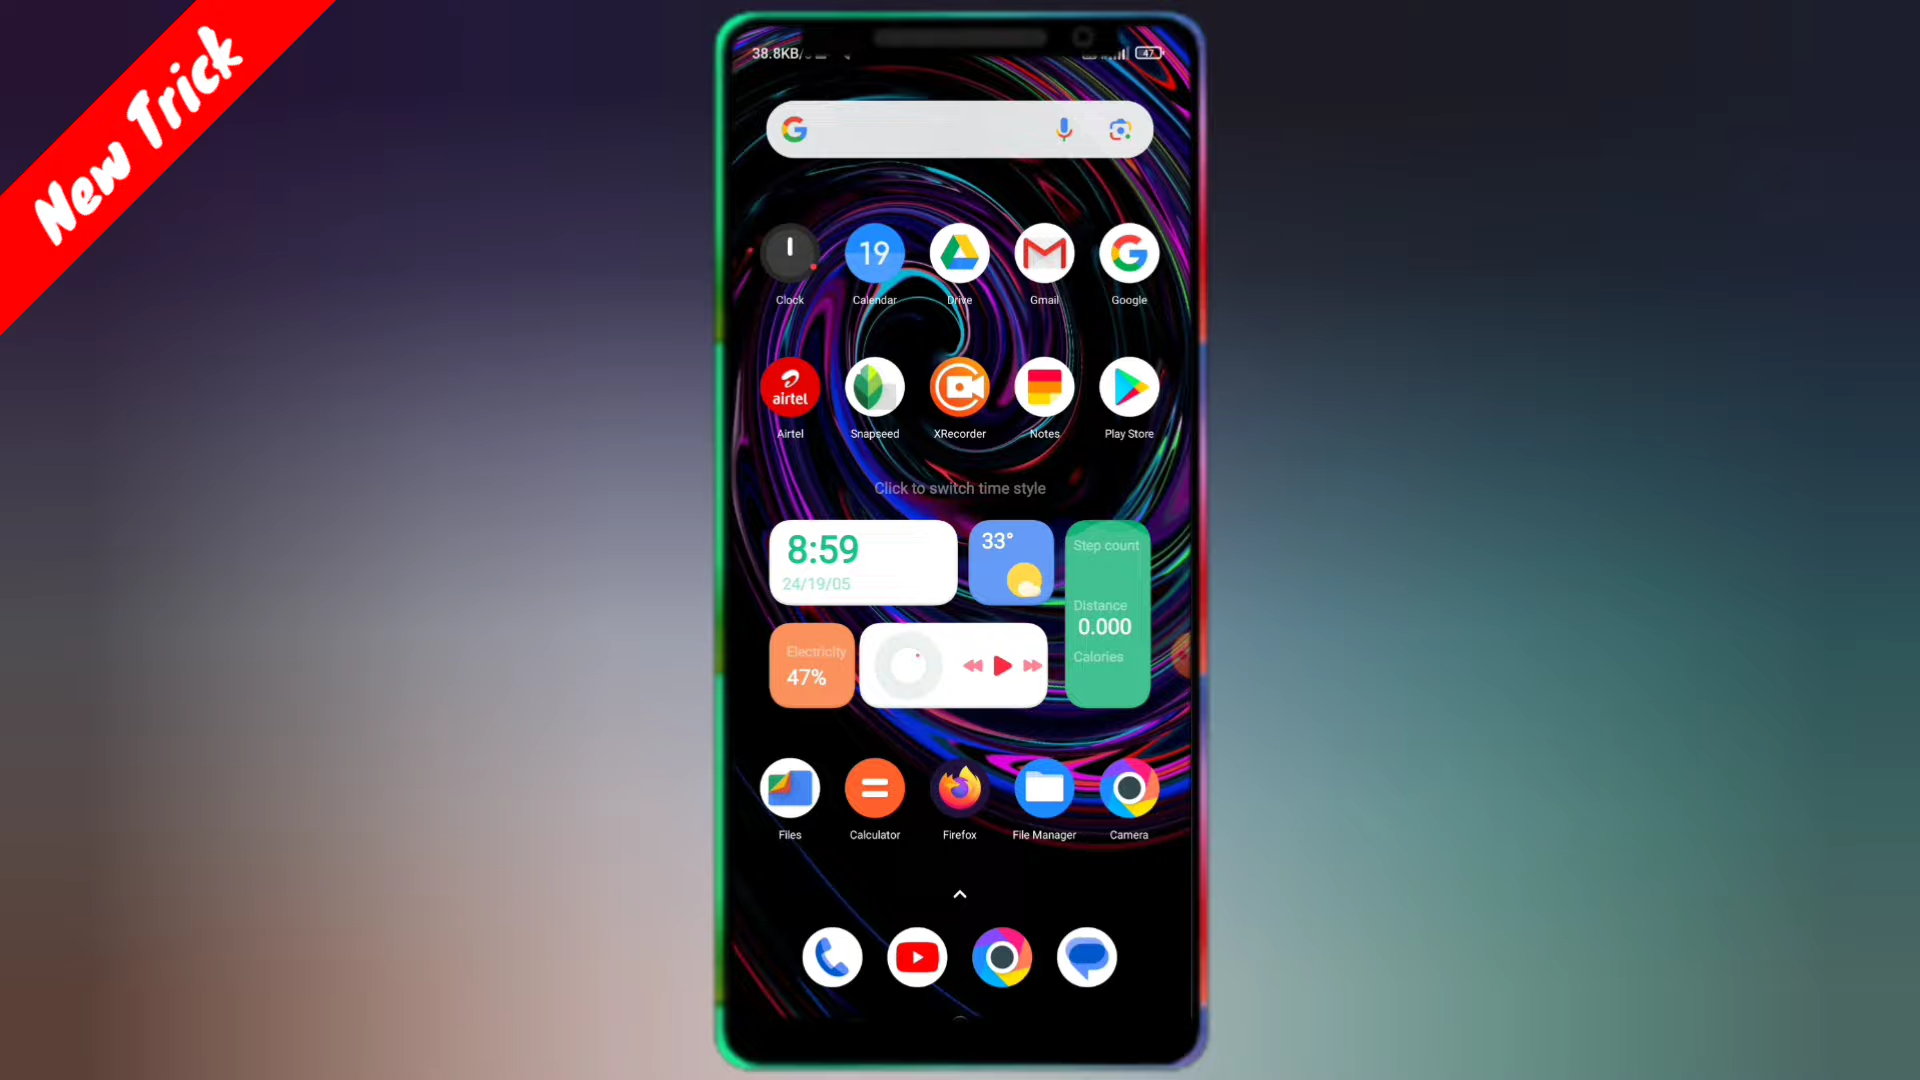 New Trick
38.8KB/
47
19
Clock
Calendar
Drive
Gmail
Google
airtel
Airtel
Snapseed
XRecorder
Notes
Play Store
Click to switch time style
8:59
24/19/05
33°
Step count
Distance
0.000
Calories
Electricity
47%
Files
Calculator
Firefox
File Manager
Camera